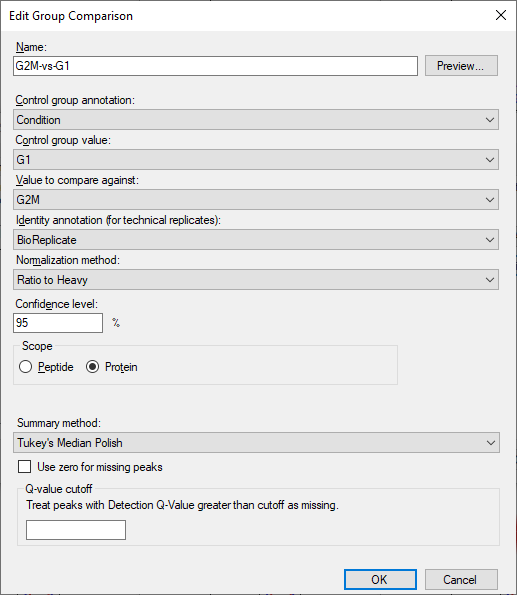 Edit Group Comparison
Name:
G2M-vs-G1
Preview...
Control group annotation:
Condition
Control group value:
G1
Value to compare against:
G2M
Identity annotation (for technical replicates):
BioReplicate
Normalization method:
Ratio to Heavy
Confidence level:
95 %
Scope
Peptide Protein
Summary method:
Tukey's Median Polish
Use zero for missing peaks
Q-value cutoff
Treat peaks with Detection Q-Value greater than cutoff as missing.
OK Cancel